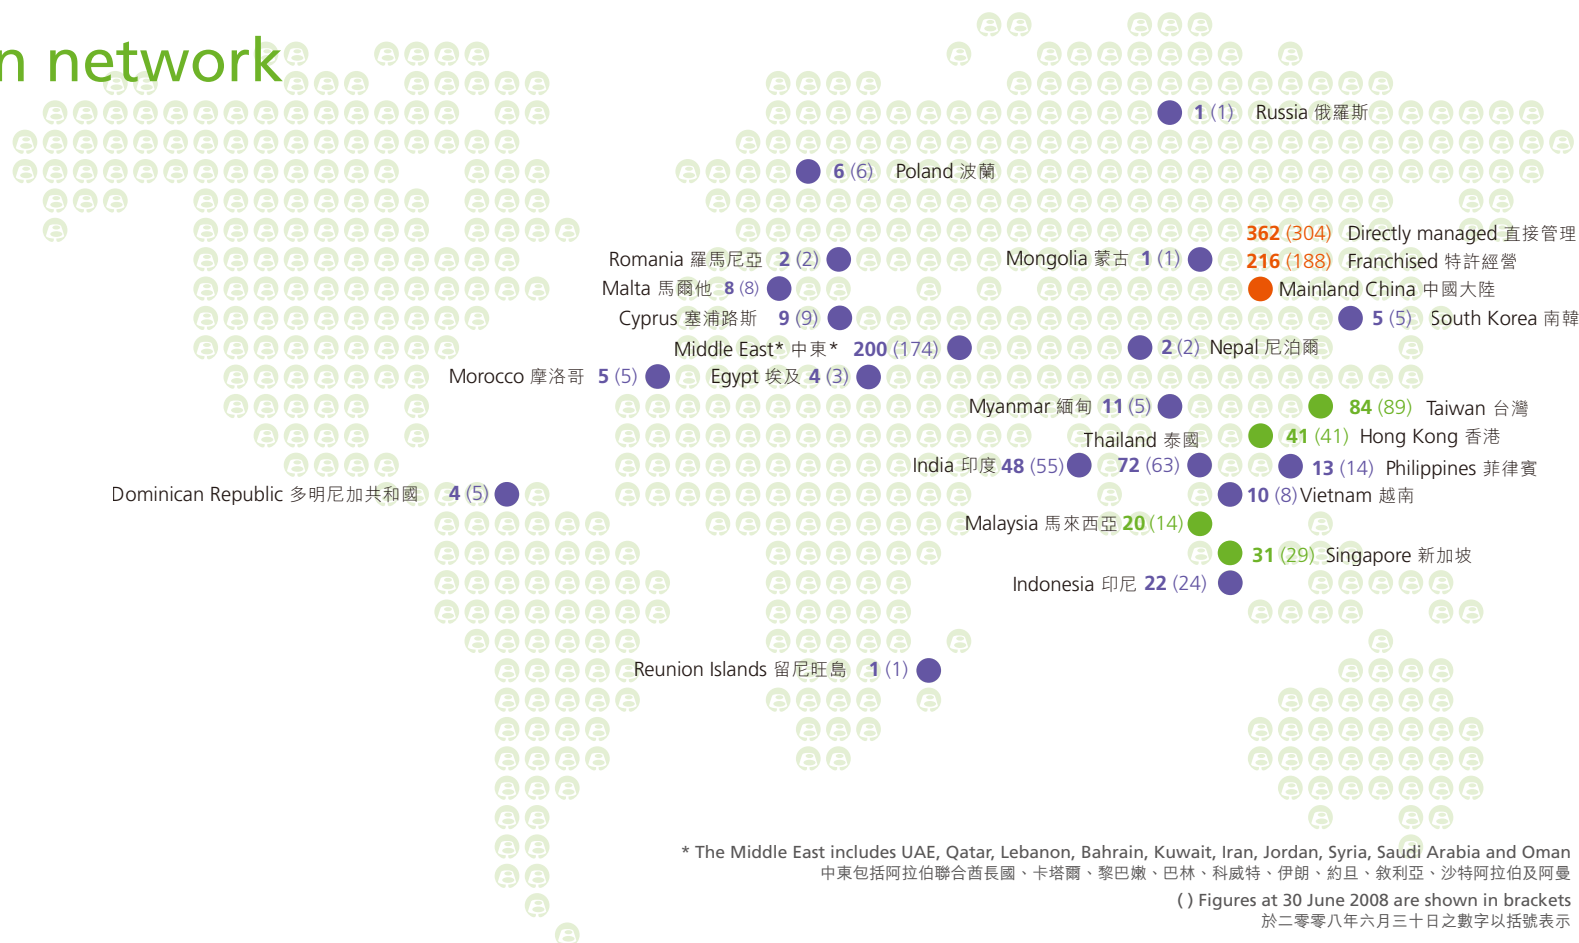 n network
1 (1) Russia 俄羅斯
6 (6) Poland 波蘭
362 (304) Directly managed 直接管理
Romania 羅馬尼亞 2 (2)
Mongolia 蒙古 1 (1)
216 (188) Franchised 特許經營
Malta 馬爾他 8 (8)
Mainland China 中國大陸
Cyprus 塞浦路斯 9 (9)
5 (5) South Korea 南韓
Middle East* 中東* 200 (174)
2 (2) Nepal 尼泊爾
Morocco 摩洛哥 5 (5)
Egypt 埃及 4 (3)
Myanmar 緬甸 11 (5)
84 (89) Taiwan 台灣
41 (41) Hong Kong 香港
Thailand 泰國
72 (63)
India 印度 48 (55)
13 (14) Philippines 菲律賓
Dominican Republic 多明尼加共和國 4 (5)
10 (8) Vietnam 越南
Malaysia 馬來西亞 20 (14)
31 (29) Singapore 新加坡
Indonesia 印尼 22 (24)
Reunion Islands 留尼旺島 1 (1)
* The Middle East includes UAE, Qatar, Lebanon, Bahrain, Kuwait, Iran, Jordan, Syria, Saudi Arabia and Oman
中東包括阿拉伯聯合酋長國、卡塔爾、黎巴嫩、巴林、科威特、伊朗、約旦、敘利亞、沙特阿拉伯及阿曼
( ) Figures at 30 June 2008 are shown in brackets
於二零零八年六月三十日之數字以括號表示